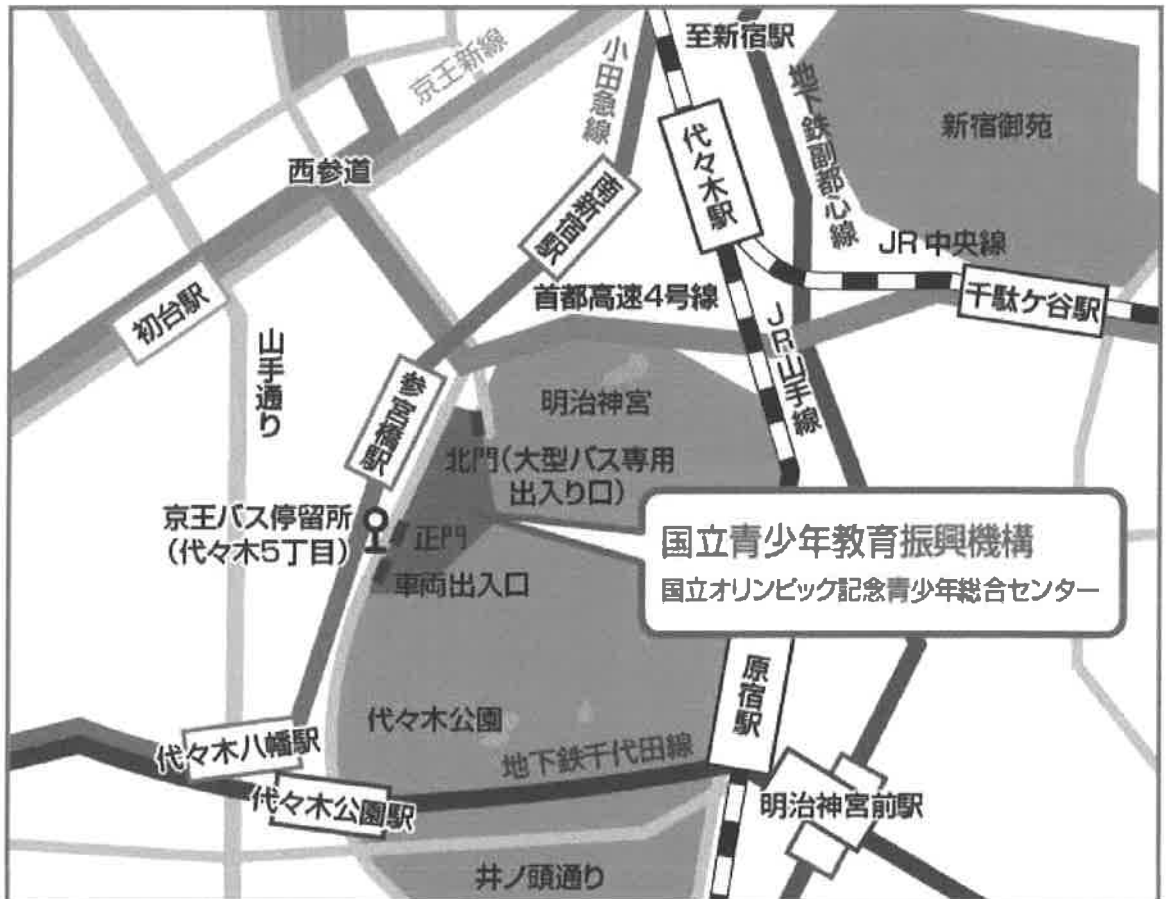 至新宿駅
京王新線
小田急線
地下鉄副都心線
新宿御苑
代々木駅
西参道
南新宿駅
JR中央線
首都高速4号線
千駄ケ谷駅
初台駅
山手通り
JR山手線
参宮橋駅
明治神宮
北門(大型バス専用
出入り口)
京王バス停留所
(代々木5丁目)
正門
車両出入口
国立青少年教育振興機構
国立オリンピック記念青少年総合センター
原宿駅
代々木公園
代々木八幡駅
地下鉄千代田線
代々木公園駅
明治神宮前駅
井ノ頭通り